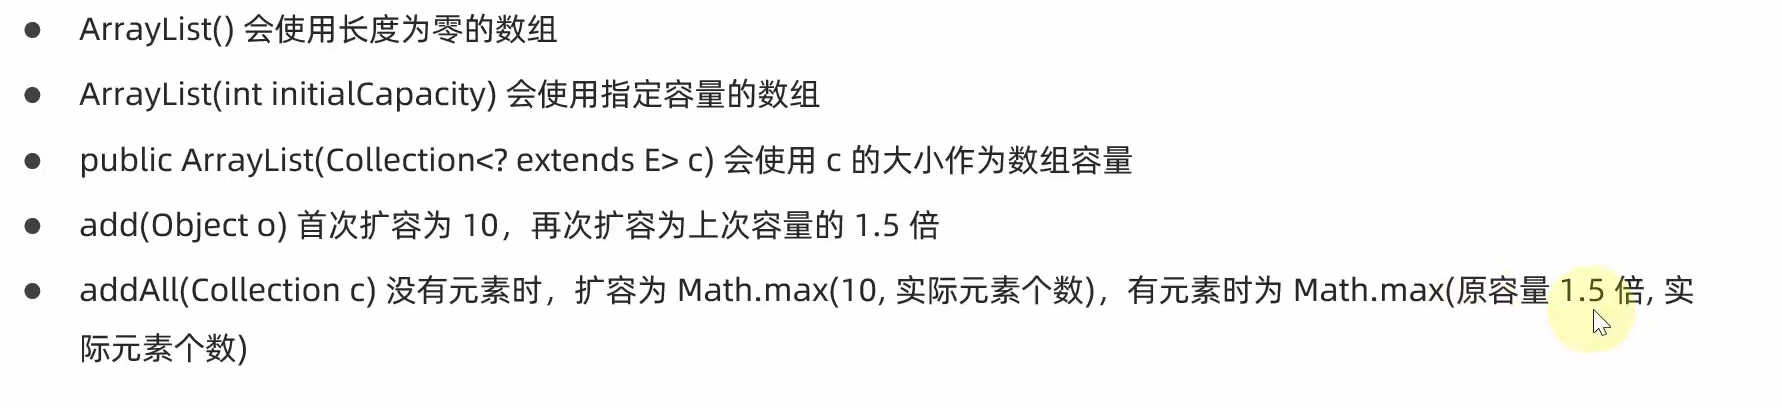 ● ArrayList() 会使用长度为零的数组
● ArrayList(int initialCapacity) 会使用指定容量的数组
● public ArrayList(Collection<? extends E> c) 会使用 c 的大小作为数组容量
● add(Object o) 首次扩容为 10，再次扩容为上次容量的 1.5 倍
● addAll(Collection c) 没有元素时，扩容为 Math.max(10, 实际元素个数)，有元素时为 Math.max(原容量 1.5 倍, 实
际元素个数)